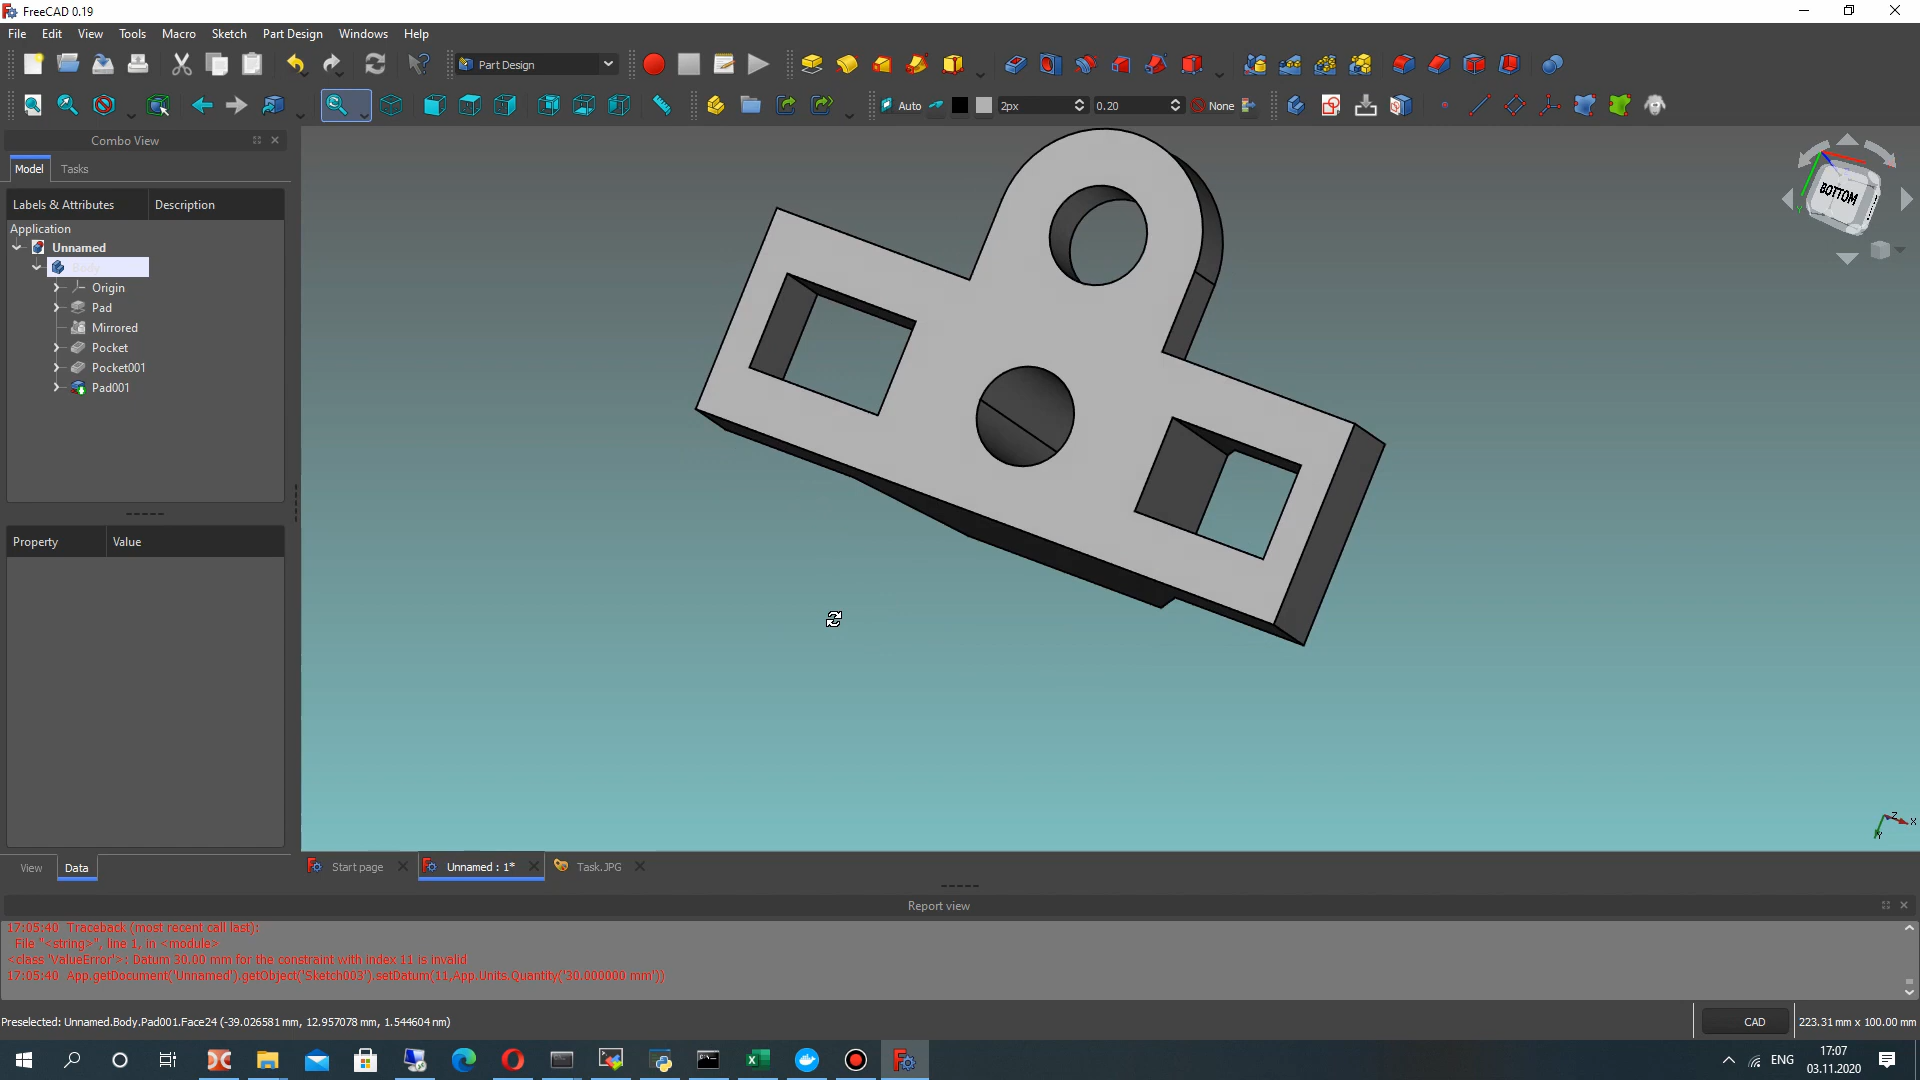 FreeCAD 0.19
File Edit View Tools Macro Sketch Part Design Windows Help
Part Design
Auto 2px 0.20 None
Combo View
Model Tasks
Labels & Attributes Description
Application
Unnamed
Body
Origin
Pad
Mirrored
Pocket
Pocket001
Pad001
BOTTOM
Y
Property Value
Z X
Y
View Data
Start page Unnamed : 1* Task.JPG
Report view
17:05:40 Traceback (most recent call last):
File "<string>", line 1, in <module>
<class 'ValueError'>: Datum 30.00 mm for the constraint with index 11 is invalid
17:05:40 App.getDocument('Unnamed').getObject('Sketch003').setDatum(11,App.Units.Quantity('30.000000 mm'))
Preselected: Unnamed.Body.Pad001.Face24 (-39.026581 mm, 12.957078 mm, 1.544604 nm)
CAD 223.31 mm x 100.00 mm
ENG 17:07
03.11.2020